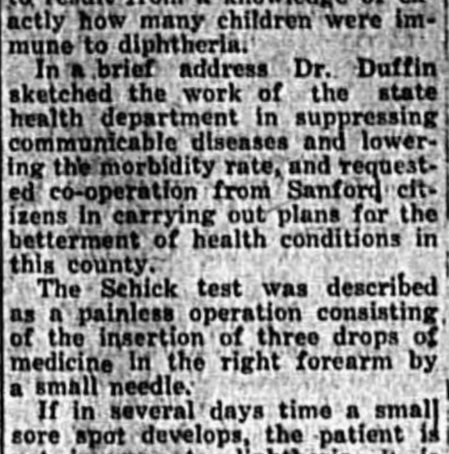 actly how many children were im-
mune to diphtheria.
In a brief address Dr. Duffin
sketched the work of the state
health department in suppressing
communicable diseases and lower-
ing the morbidity rate, and request-
ed co-operation from Sanford cit-
izens in carrying out plans for the
betterment of health conditions in
this county.
The Schick test was described
as a painless operation consisting
of the insertion of three drops of
medicine in the right forearm by
a small needle.
If in several days time a small
sore spot develops, the patient is